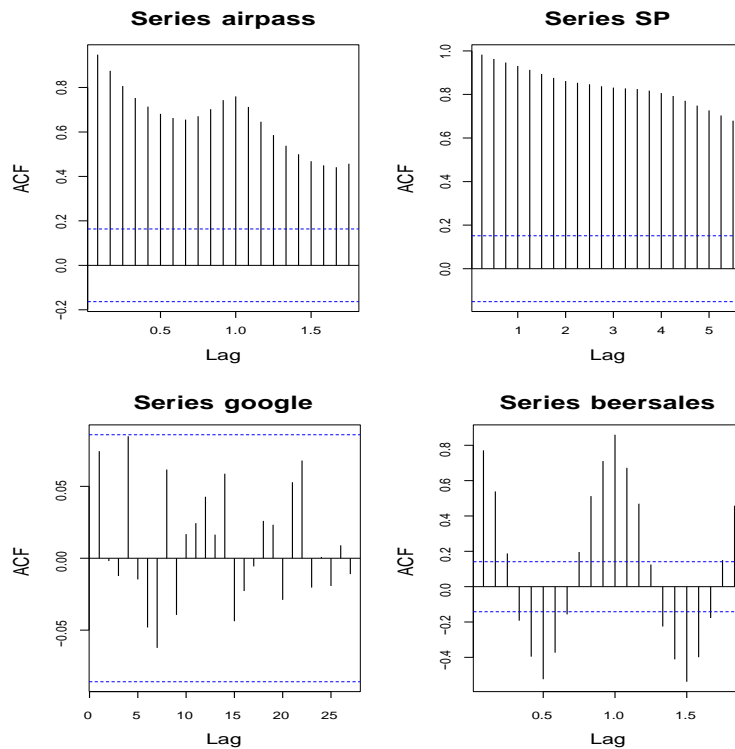 Series airpass
ACF
0.8
0.6
0.4
0.2
0.0
−0.2
0.5 1.0 1.5
Lag
Series SP
ACF
1.0
0.8
0.6
0.4
0.2
0.0
1 2 3 4 5
Lag
Series google
ACF
0.05
0.00
−0.05
0 5 10 15 20 25
Lag
Series beersales
ACF
0.8
0.6
0.4
0.2
0.0
−0.2
−0.4
0.5 1.0 1.5
Lag